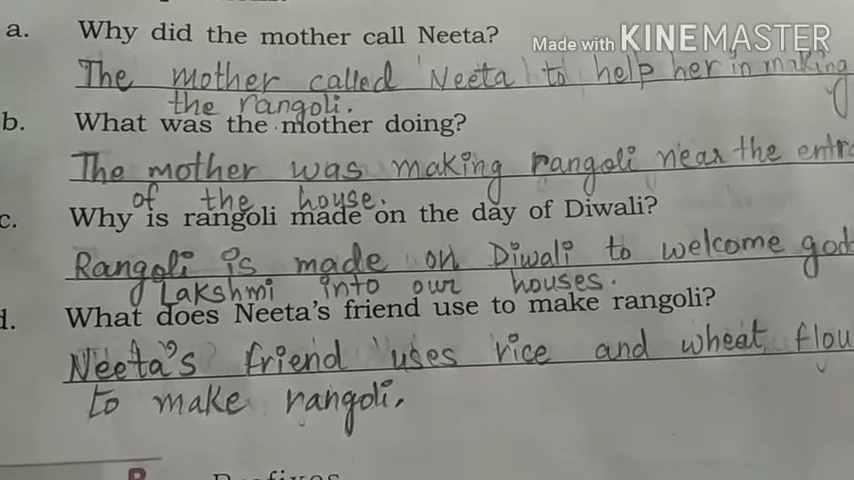 a. Why did the mother call Neeta?
Made with KINEMASTER
The mother called Neeta to help her in making
the rangoli.
b. What was the mother doing?
The mother was making rangoli near the
of the house.
c. Why is rangoli made on the day of Diwali?
Rangoli is made on Diwali to welcome god
Lakshmi into our houses.
d. What does Neeta's friend use to make rangoli?
Neeta's friend uses rice and wheat flou
to make rangoli.